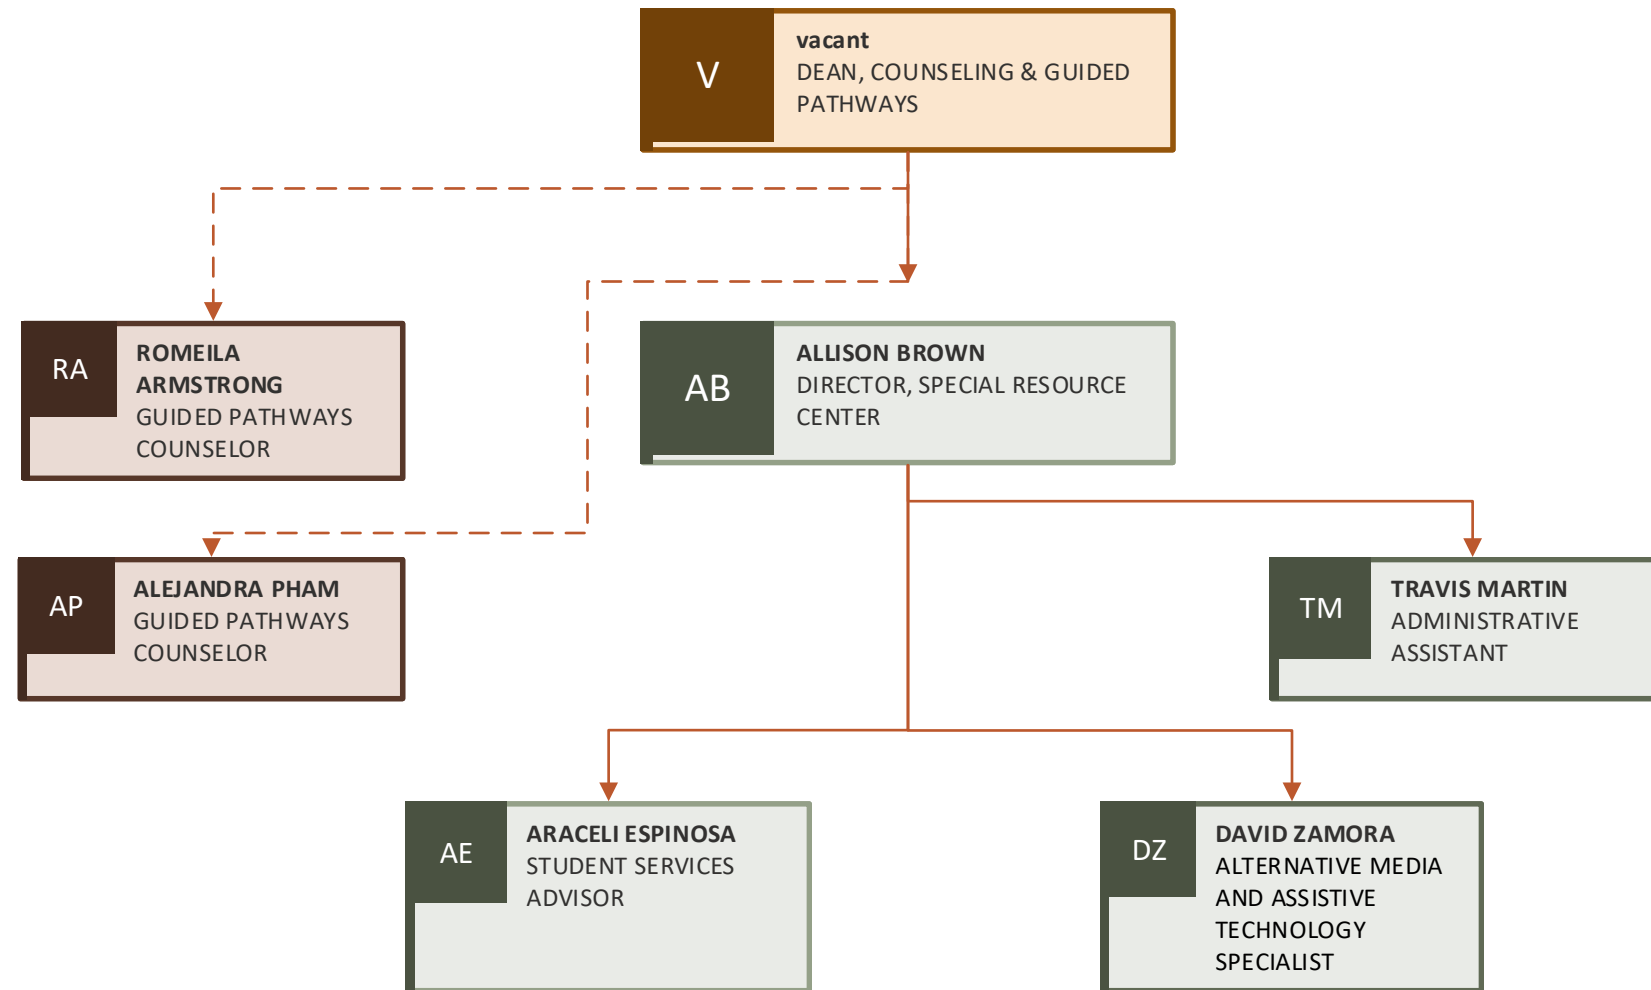 V
vacant
DEAN, COUNSELING & GUIDED
PATHWAYS
RA
ROMEILA
ARMSTRONG
GUIDED PATHWAYS
COUNSELOR
AB
ALLISON BROWN
DIRECTOR, SPECIAL RESOURCE
CENTER
AP
ALEJANDRA PHAM
GUIDED PATHWAYS
COUNSELOR
TM
TRAVIS MARTIN
ADMINISTRATIVE
ASSISTANT
AE
ARACELI ESPINOSA
STUDENT SERVICES
ADVISOR
DZ
DAVID ZAMORA
ALTERNATIVE MEDIA
AND ASSISTIVE
TECHNOLOGY
SPECIALIST